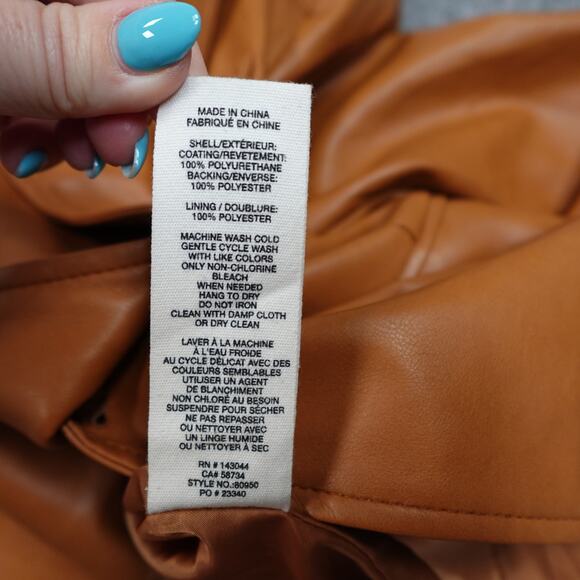 MADE IN CHINA
FABRIQUÉ EN CHINE
SHELL/EXTÉRIEUR:
COATING/REVETEMENT:
100% POLYURETHANE
BACKING/ENVERSE:
100% POLYESTER
LINING / DOUBLURE:
100% POLYESTER
MACHINE WASH COLD
GENTLE CYCLE WASH
WITH LIKE COLORS
ONLY NON-CHLORINE
BLEACH
WHEN NEEDED
HANG TO DRY
DO NOT IRON
CLEAN WITH DAMP CLOTH
OR DRY CLEAN
LAVER À LA MACHINE
À L'EAU FROIDE
AU CYCLE DÉLICAT AVEC DES
COULEURS SEMBLABLES
UTILISER UN AGENT
DE BLANCHIMENT
NON CHLORÉ AU BESOIN
SUSPENDRE POUR SÉCHER
NE PAS REPASSER
OU NETTOYER AVEC
UN LINGE HUMIDE
OU NETTOYER À SEC
RN # 143044
CA# 58734
STYLE NO.:80950
PO # 23340